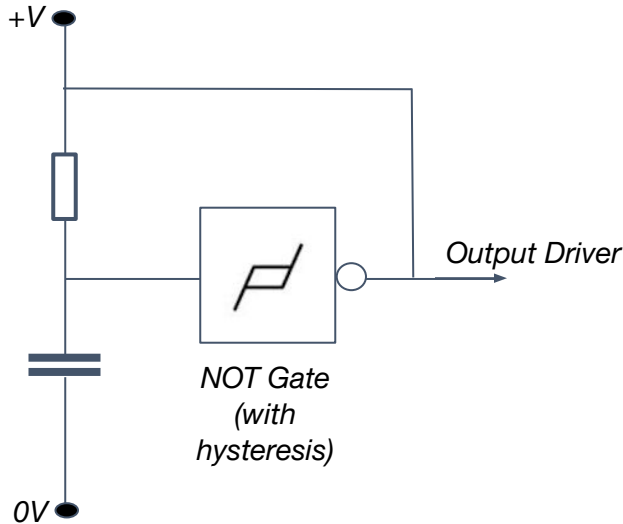 +V
Output Driver
NOT Gate
(with
hysteresis)
0V